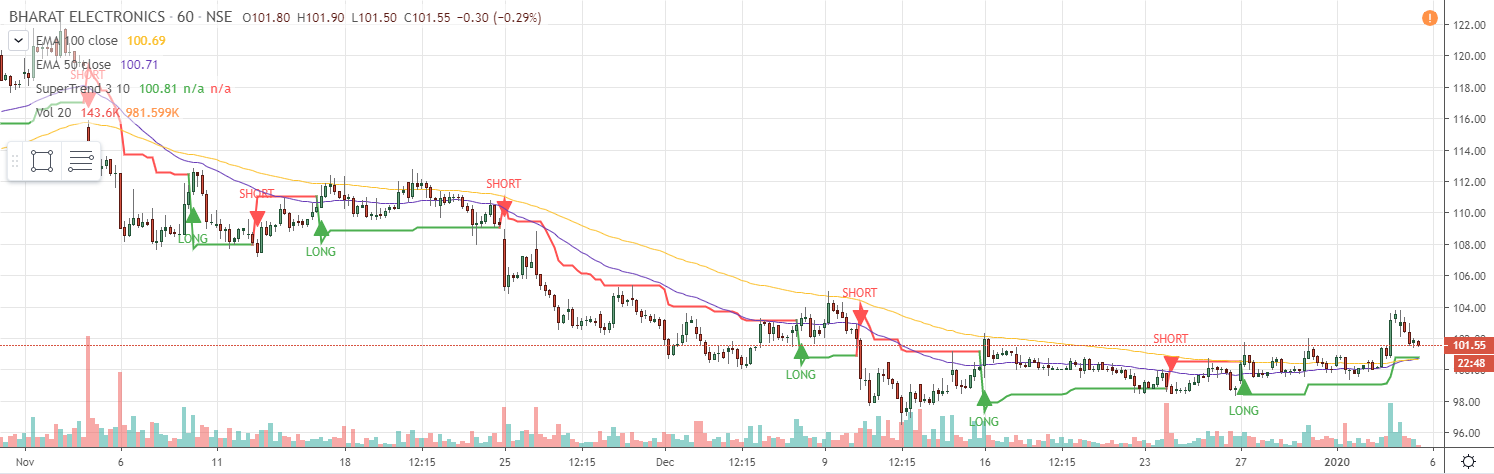 BHARAT ELECTRONICS · 60 · NSE O101.80 H101.90 L101.50 C101.55 −0.30 (−0.29%)
EMA 100 close 100.69
EMA 50 close 100.71
SuperTrend 3 10 100.81 n/a n/a
Vol 20 143.6K 981.599K
SHORT
LONG
SHORT
LONG
SHORT
LONG
SHORT
LONG
SHORT
LONG
122.00
120.00
118.00
116.00
114.00
112.00
110.00
108.00
106.00
104.00
101.55
22:48
98.00
96.00
Nov 6 11 18 12:15 25 12:15 Dec 12:15 9 12:15 16 12:15 23 27 2020 6